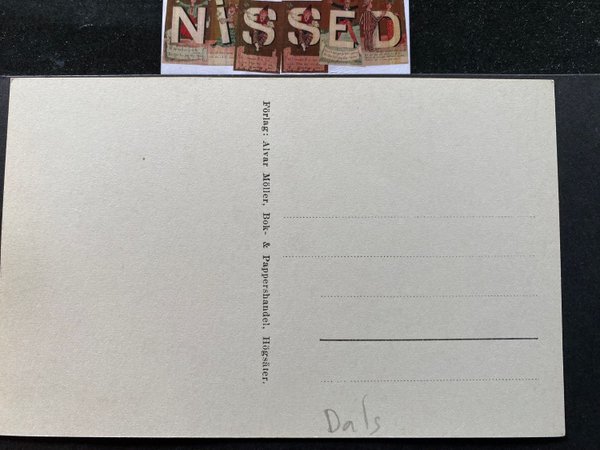 NiSSED
Förlag: Alvar Möller, Bok- & Pappershandel, Högsäter.
Dals